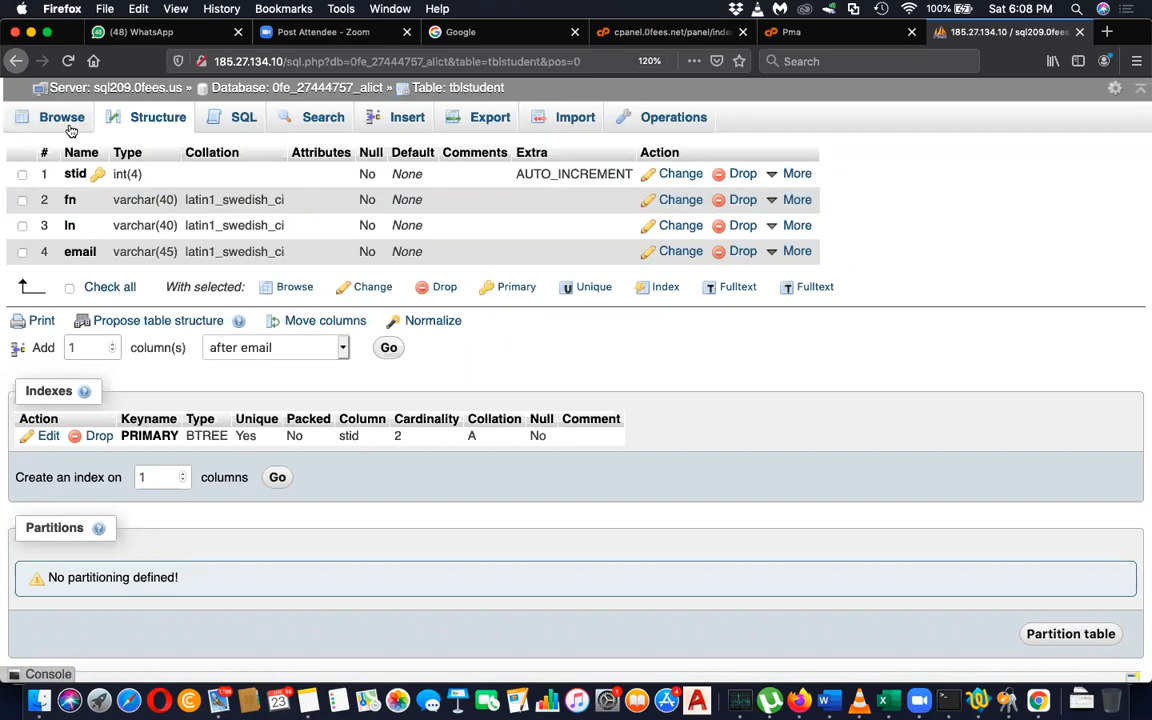 Firefox File Edit View History Bookmarks Tools Window Help 100% Sat 6:08 PM
(48) WhatsApp Post Attendee - Zoom Google cpanel.0fees.net/panel/inde Pma 185.27.134.10 / sql209.0fees
185.27.134.10/sql.php?db=0fe_27444757_alict&table=tblstudent&pos=0 120% Search
Server: sql209.0fees.us » Database: 0fe_27444757_alict » Table: tblstudent
Browse Structure SQL Search Insert Export Import Operations
# Name Type Collation Attributes Null Default Comments Extra Action
1 stid int(4) No None AUTO_INCREMENT Change Drop More
2 fn varchar(40) latin1_swedish_ci No None Change Drop More
3 ln varchar(40) latin1_swedish_ci No None Change Drop More
4 email varchar(45) latin1_swedish_ci No None Change Drop More
Check all With selected: Browse Change Drop Primary Unique Index Fulltext Fulltext
Print Propose table structure Move columns Normalize
Add 1 column(s) after email Go
Indexes
Action Keyname Type Unique Packed Column Cardinality Collation Null Comment
Edit Drop PRIMARY BTREE Yes No stid 2 A No
Create an index on 1 columns Go
Partitions
No partitioning defined!
Partition table
Console